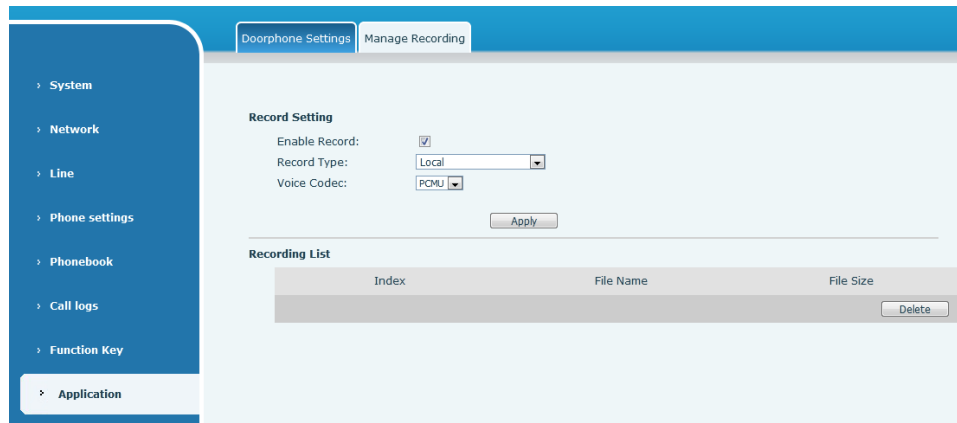 Doorphone Settings Manage Recording
› System
› Network
› Line
› Phone settings
› Phonebook
› Call logs
› Function Key
Application
Record Setting
Enable Record:
Record Type: Local
Voice Codec: PCMU
Apply
Recording List
Index File Name File Size
Delete